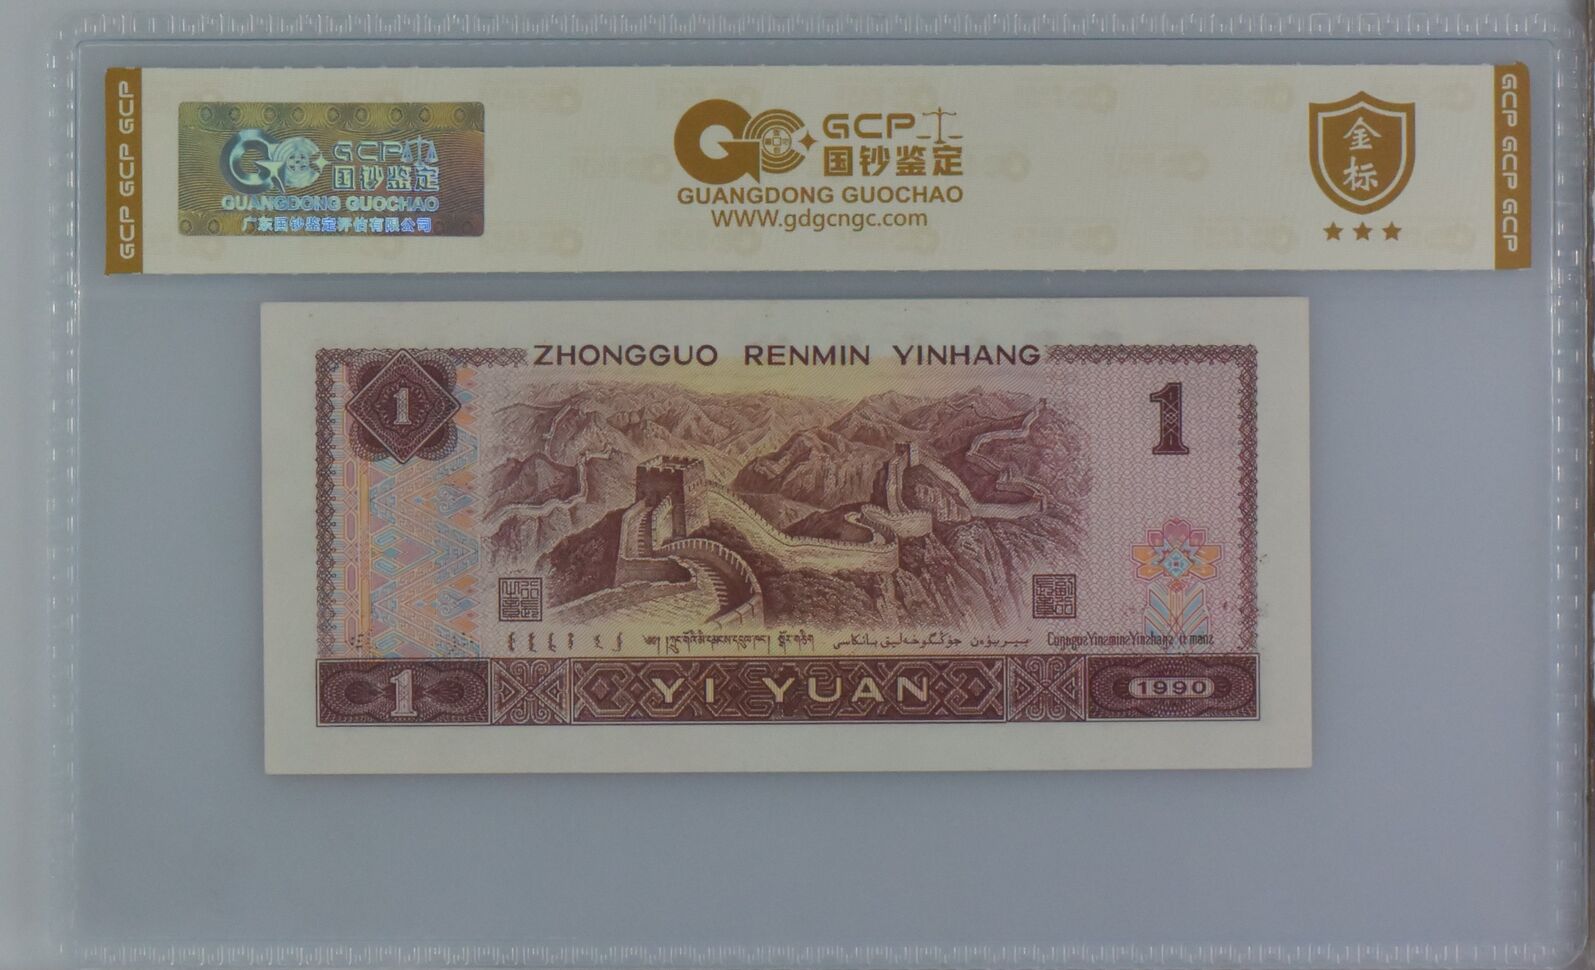 GCP GCP GCP
GCP
国钞鉴定
GUANGDONG GUOCHAO
广东国钞鉴定评估有限公司
GCP
国钞鉴定
GUANGDONG GUOCHAO
WWW.gdgcngc.com
金
标
GCP GCP GCP
ZHONGGUO RENMIN YINHANG
1
1
1 YI YUAN 1990